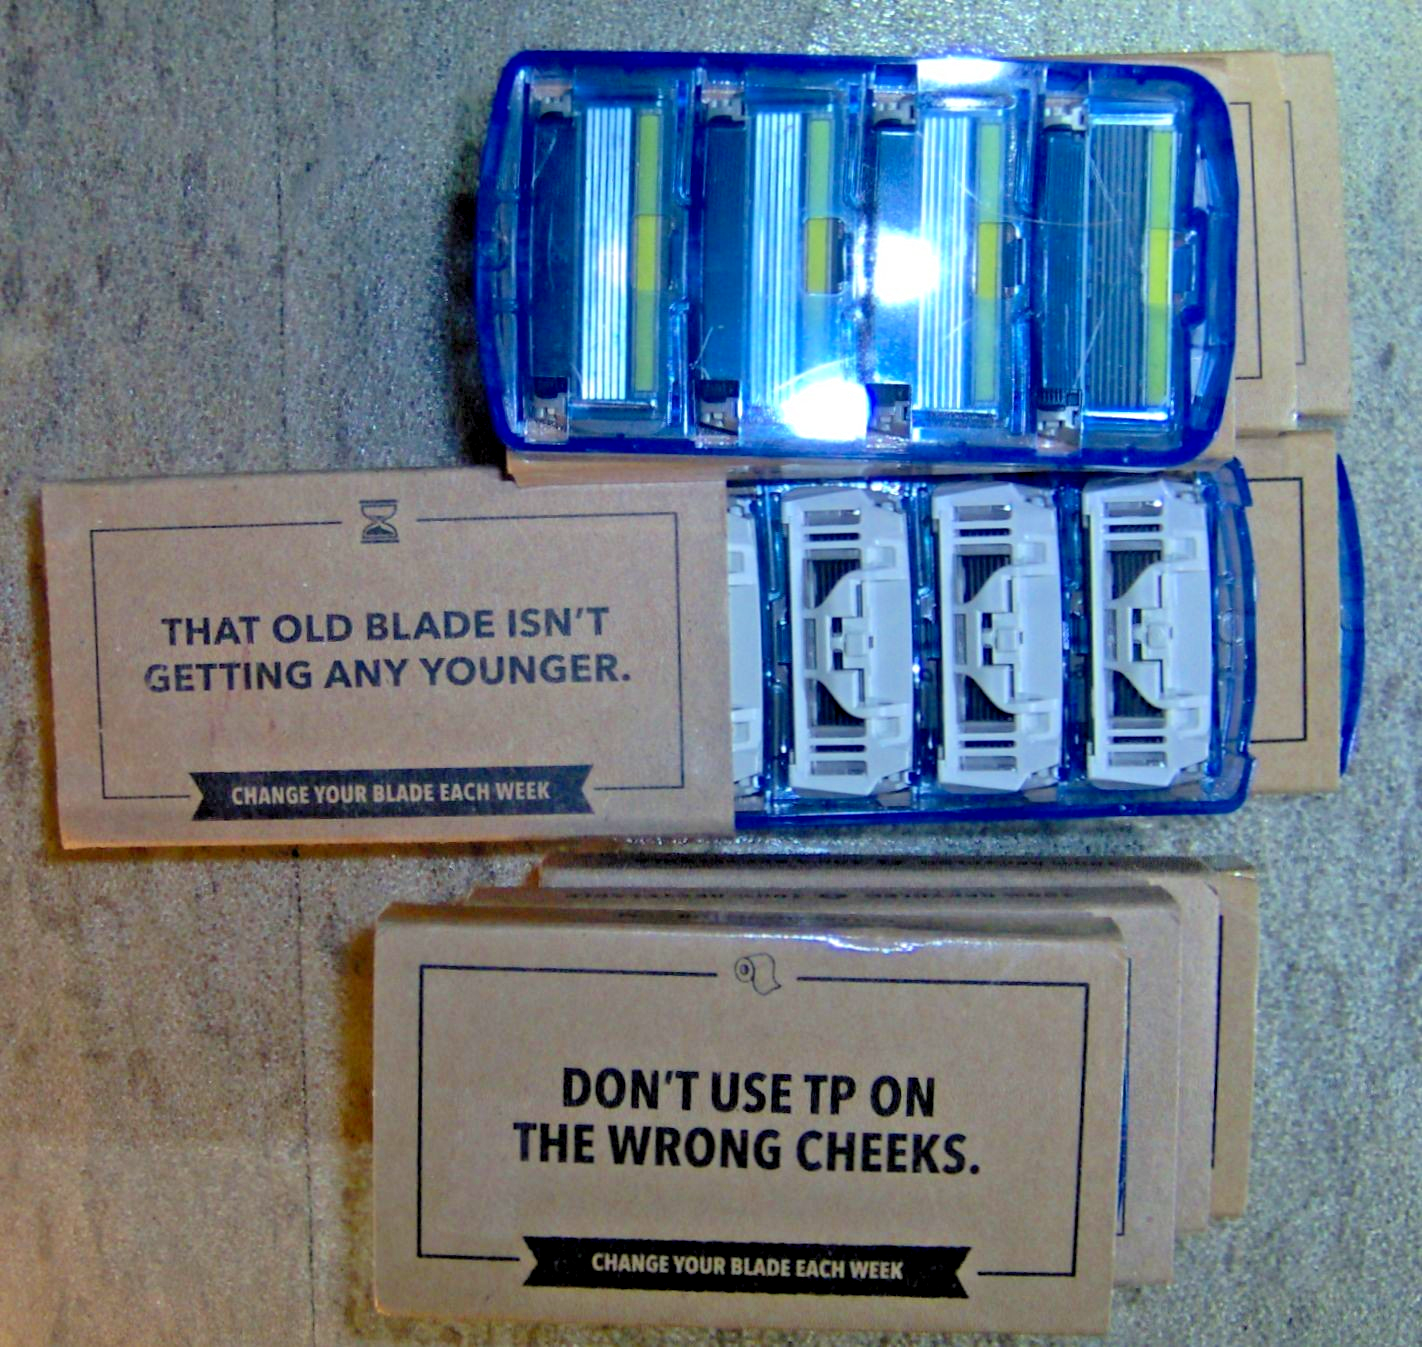 THAT OLD BLADE ISN'T
GETTING ANY YOUNGER.
CHANGE YOUR BLADE EACH WEEK
DON'T USE TP ON
THE WRONG CHEEKS.
CHANGE YOUR BLADE EACH WEEK